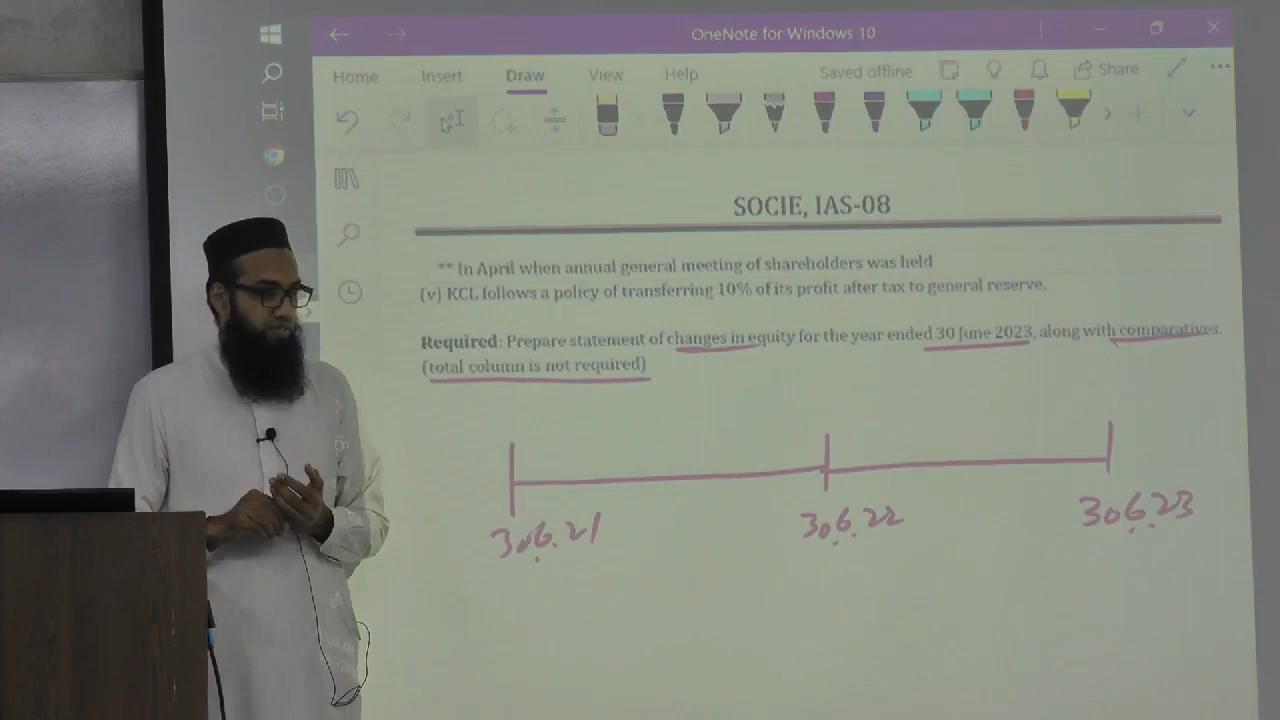 OneNote for Windows 10
Home Insert Draw View Help Saved offline Share
SOCIE, IAS-08
** In April when annual general meeting of shareholders was held
(v) KCL follows a policy of transferring 10% of its profit after tax to general reserve.
Required: Prepare statement of changes in equity for the year ended 30 June 2023, along with comparatives.
(total column is not required)
30.6.21 30.6.22 30.6.23